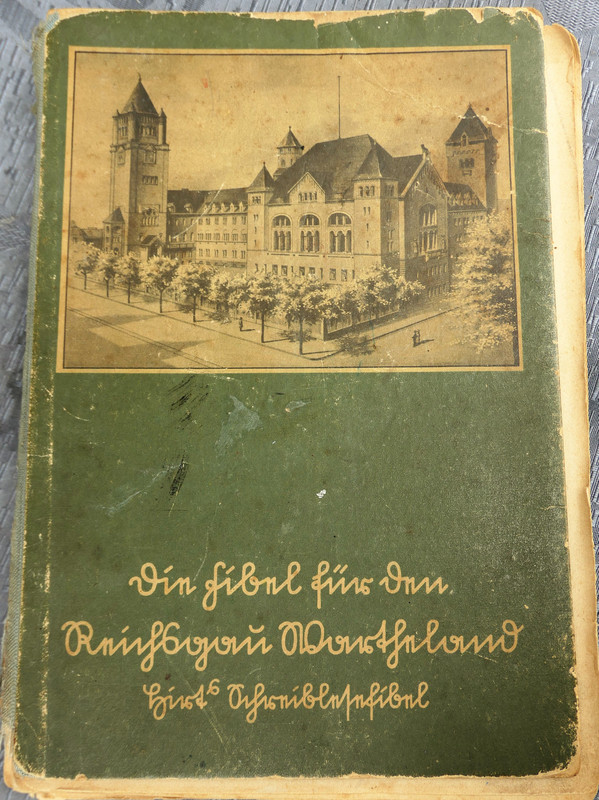 Die Fibel für den
Reichsgau Wartheland
Hirts Schreiblesefibel